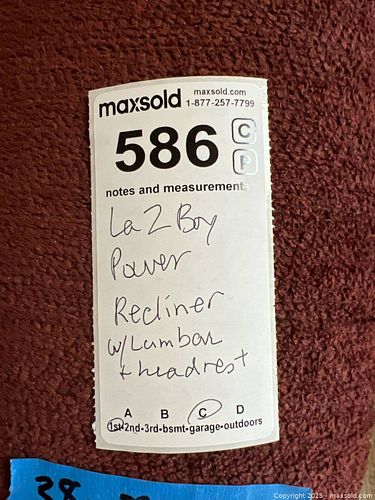 maxsold maxsold.com
1-877-257-7799
586 C
P
notes and measurements
La Z Boy
Power
Recliner
w/Lumbar
+ headrest
A B C D
1st•2nd•3rd•bsmt•garage•outdoors
38
Copyright 2025 - maxsold.com